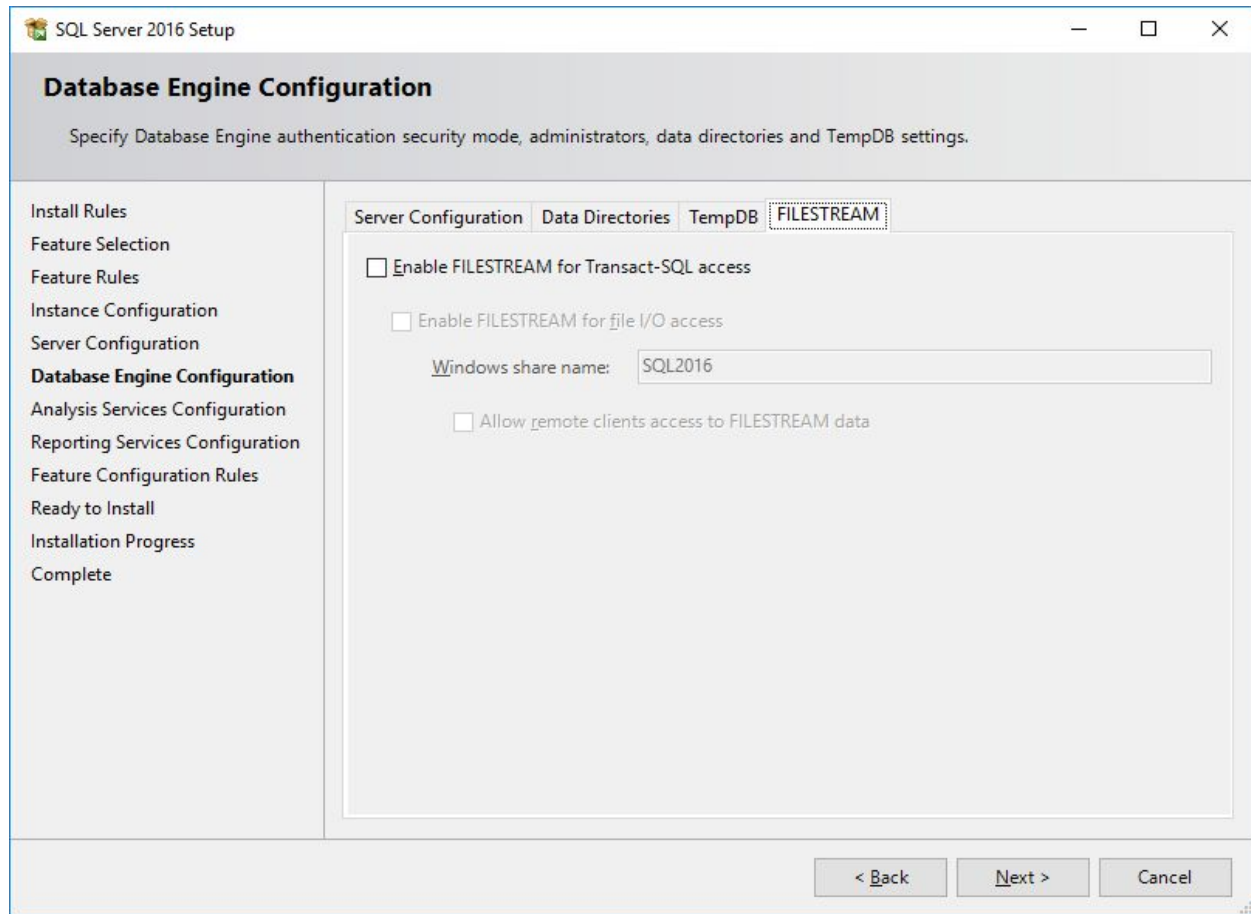 SQL Server 2016 Setup
Database Engine Configuration
Specify Database Engine authentication security mode, administrators, data directories and TempDB settings.
Install Rules
Feature Selection
Feature Rules
Instance Configuration
Server Configuration
Database Engine Configuration
Analysis Services Configuration
Reporting Services Configuration
Feature Configuration Rules
Ready to Install
Installation Progress
Complete
Server Configuration Data Directories TempDB FILESTREAM
Enable FILESTREAM for Transact-SQL access
Enable FILESTREAM for file I/O access
Windows share name: SQL2016
Allow remote clients access to FILESTREAM data
< Back Next > Cancel